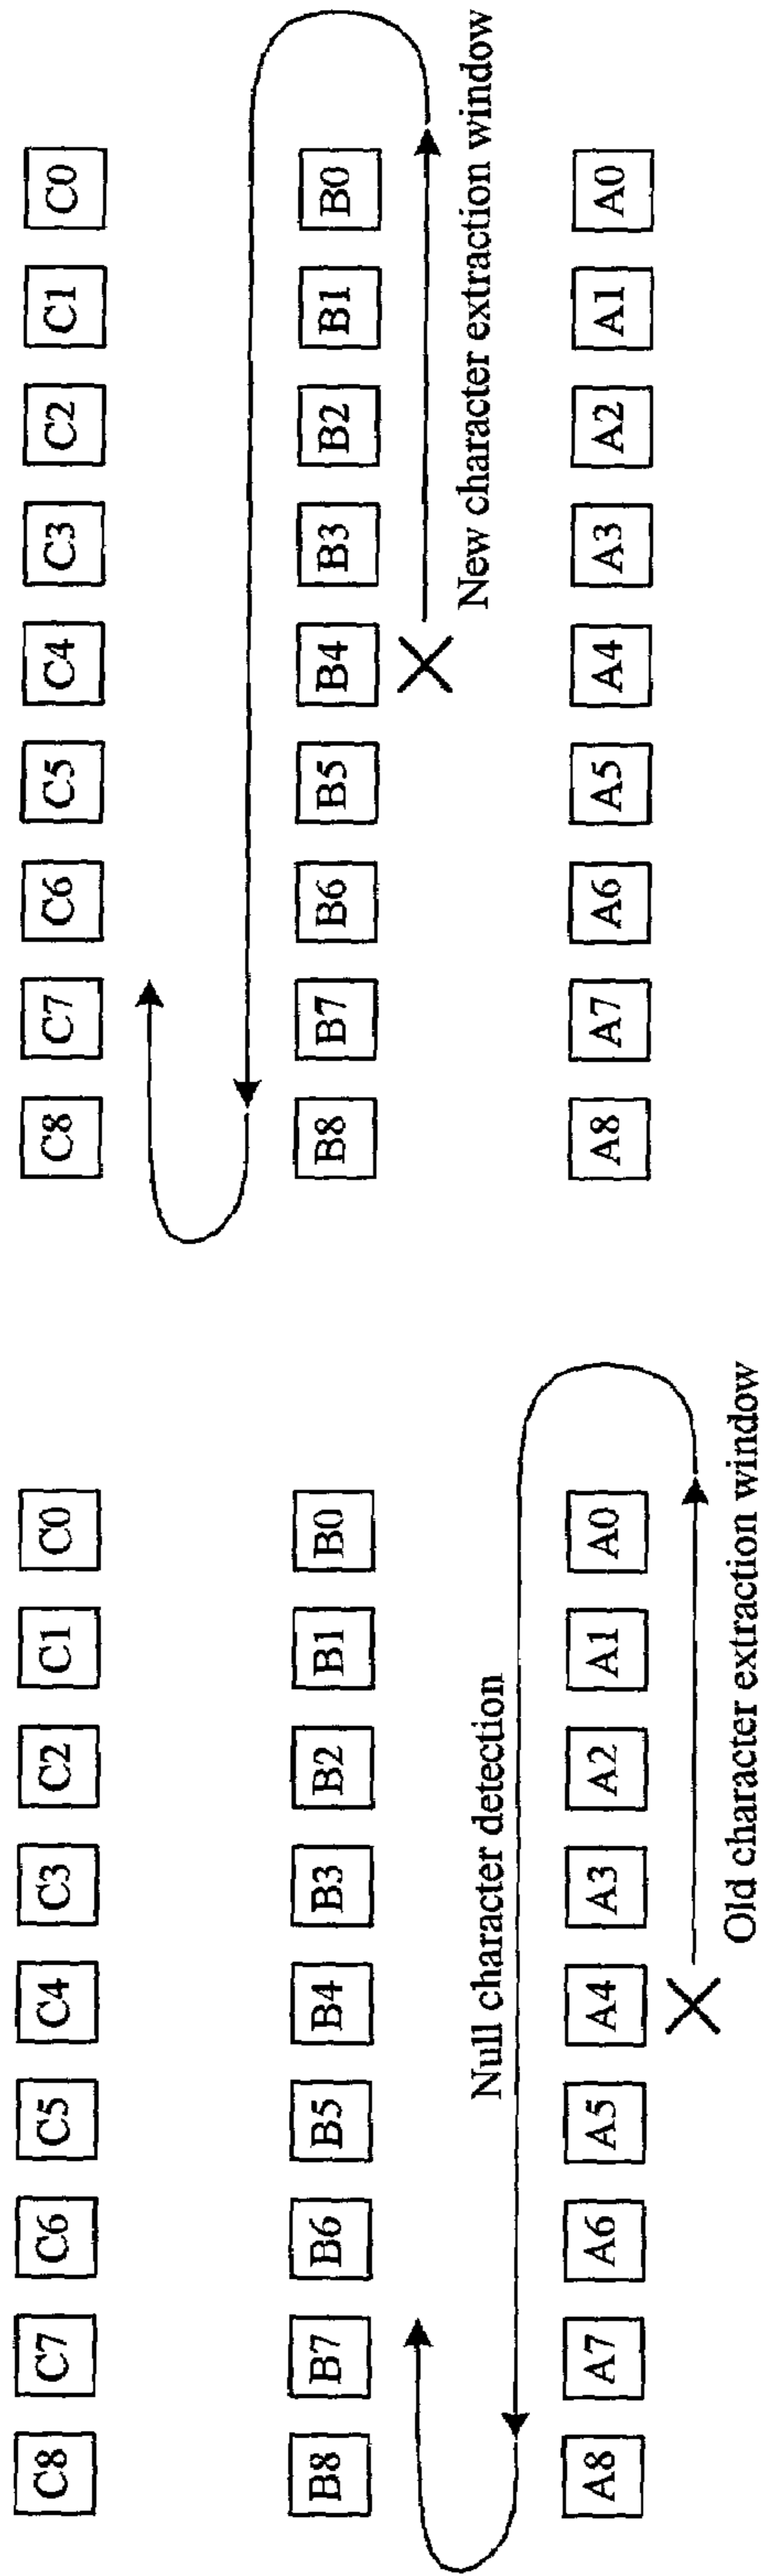 C8 C7 C6 C5 C4 C3 C2 C1 C0
B8 B7 B6 B5 B4 B3 B2 B1 B0
Null character detection
A8 A7 A6 A5 A4 A3 A2 A1 A0
Old character extraction window
C8 C7 C6 C5 C4 C3 C2 C1 C0
B8 B7 B6 B5 B4 B3 B2 B1 B0
New character extraction window
A8 A7 A6 A5 A4 A3 A2 A1 A0